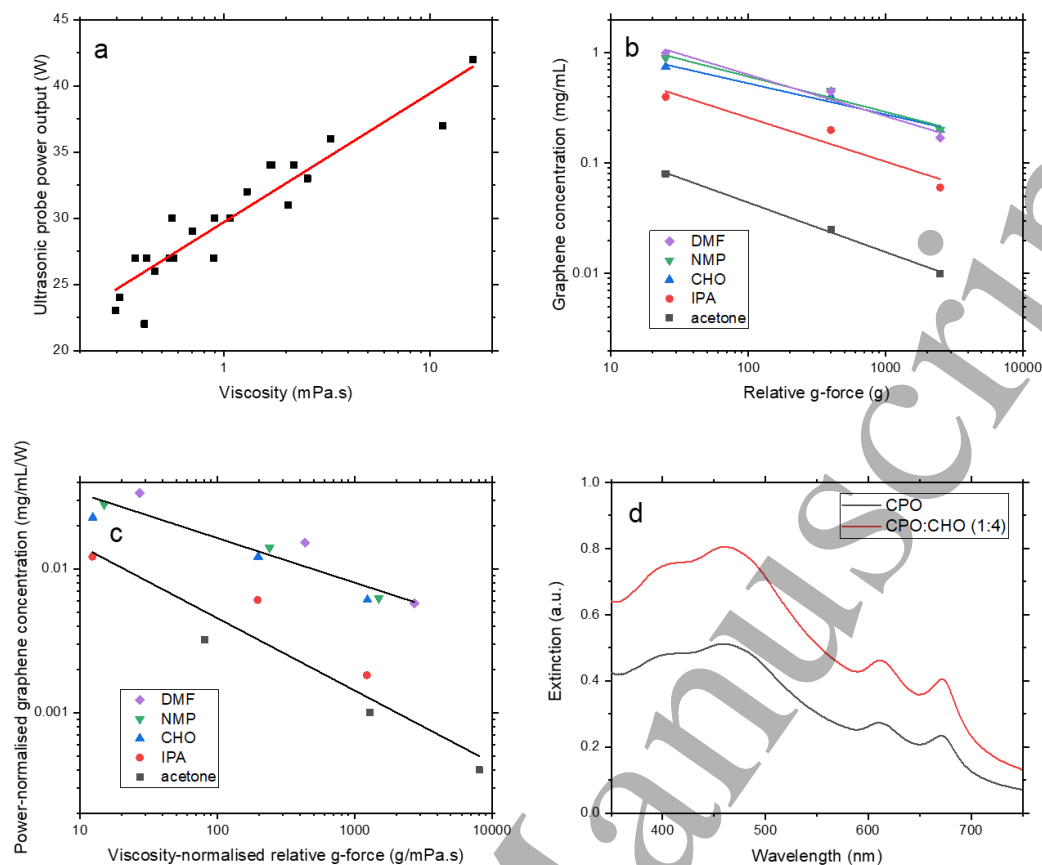 a
45
40
35
30
25
20
Ultrasonic probe power output (W)
1
10
Viscosity (mPa.s)
b
1
0.1
0.01
Graphene concentration (mg/mL)
DMF
NMP
CHO
IPA
acetone
10
100
1000
10000
Relative g-force (g)
c
0.01
0.001
Power-normalised graphene concentration (mg/mL/W)
DMF
NMP
CHO
IPA
acetone
10
100
1000
10000
Viscosity-normalised relative g-force (g/mPa.s)
d
CPO
CPO:CHO (1:4)
1.0
0.8
0.6
0.4
0.2
0.0
Extinction (a.u.)
400
500
600
700
Wavelength (nm)
anuscri